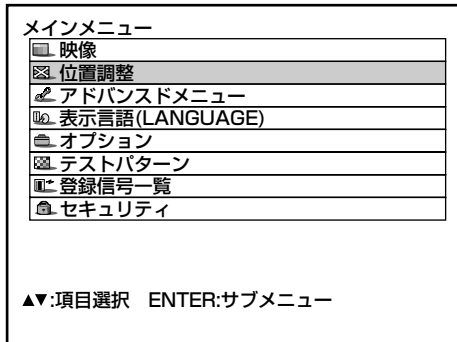 メインメニュー
映像
位置調整
アドバンスドメニュー
表示言語(LANGUAGE)
オプション
テストパターン
登録信号一覧
セキュリティ
▲▼:項目選択 ENTER:サブメニュー